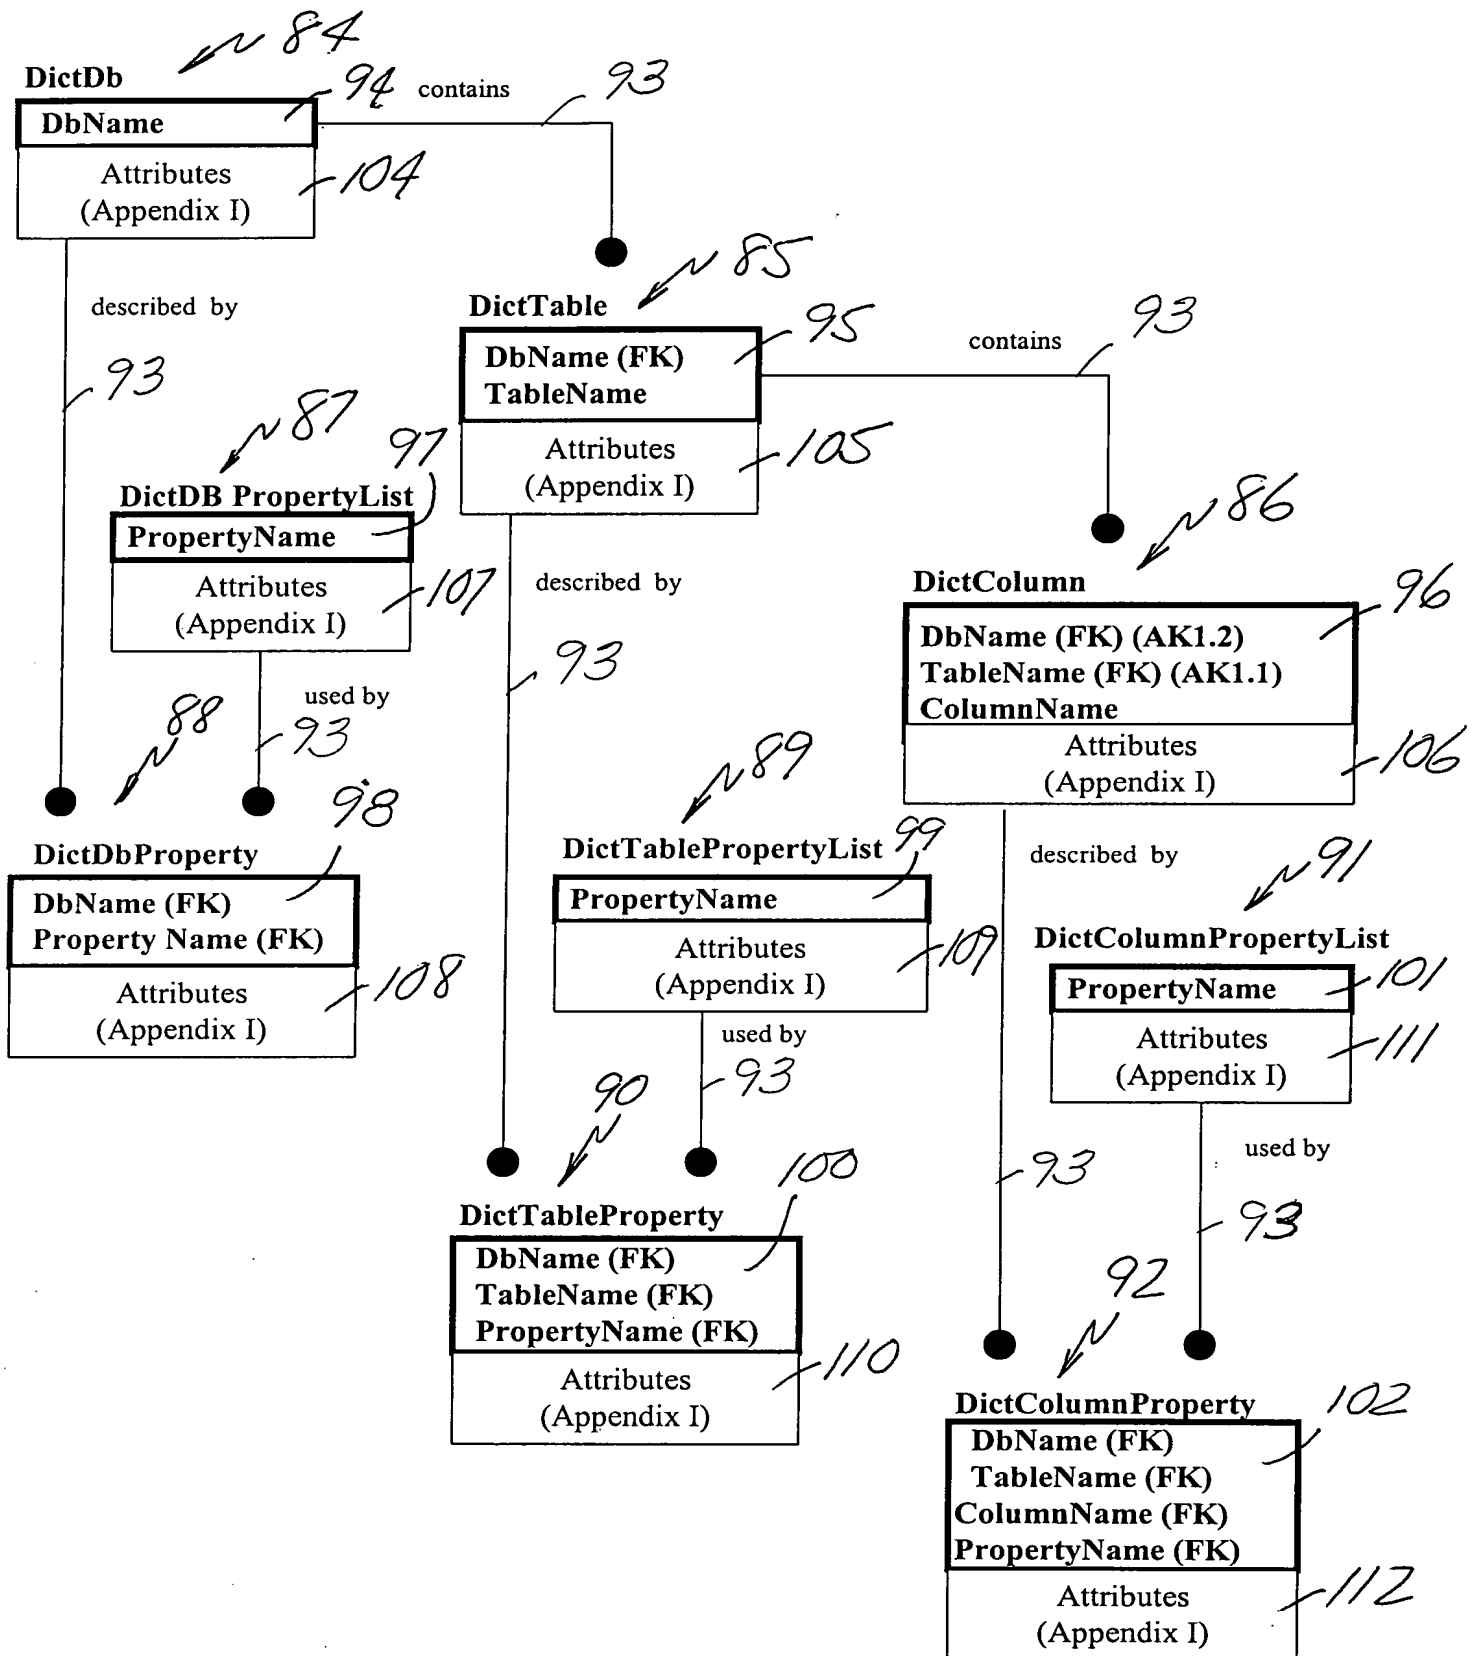 84
DictDb
94
contains
93
DbName
Attributes
(Appendix I)
104
described by
93
85
DictTable
95
DbName (FK)
TableName
contains
93
Attributes
(Appendix I)
105
87
97
DictDB PropertyList
PropertyName
Attributes
(Appendix I)
107
used by
93
described by
93
86
DictColumn
96
DbName (FK) (AK1.2)
TableName (FK) (AK1.1)
ColumnName
Attributes
(Appendix I)
106
88
98
DictDbProperty
DbName (FK)
Property Name (FK)
Attributes
(Appendix I)
108
89
DictTablePropertyList
99
PropertyName
Attributes
(Appendix I)
109
used by
93
described by
93
91
DictColumnPropertyList
PropertyName
101
Attributes
(Appendix I)
111
used by
93
90
100
DictTableProperty
DbName (FK)
TableName (FK)
PropertyName (FK)
Attributes
(Appendix I)
110
92
DictColumnProperty
102
DbName (FK)
TableName (FK)
ColumnName (FK)
PropertyName (FK)
Attributes
(Appendix I)
112